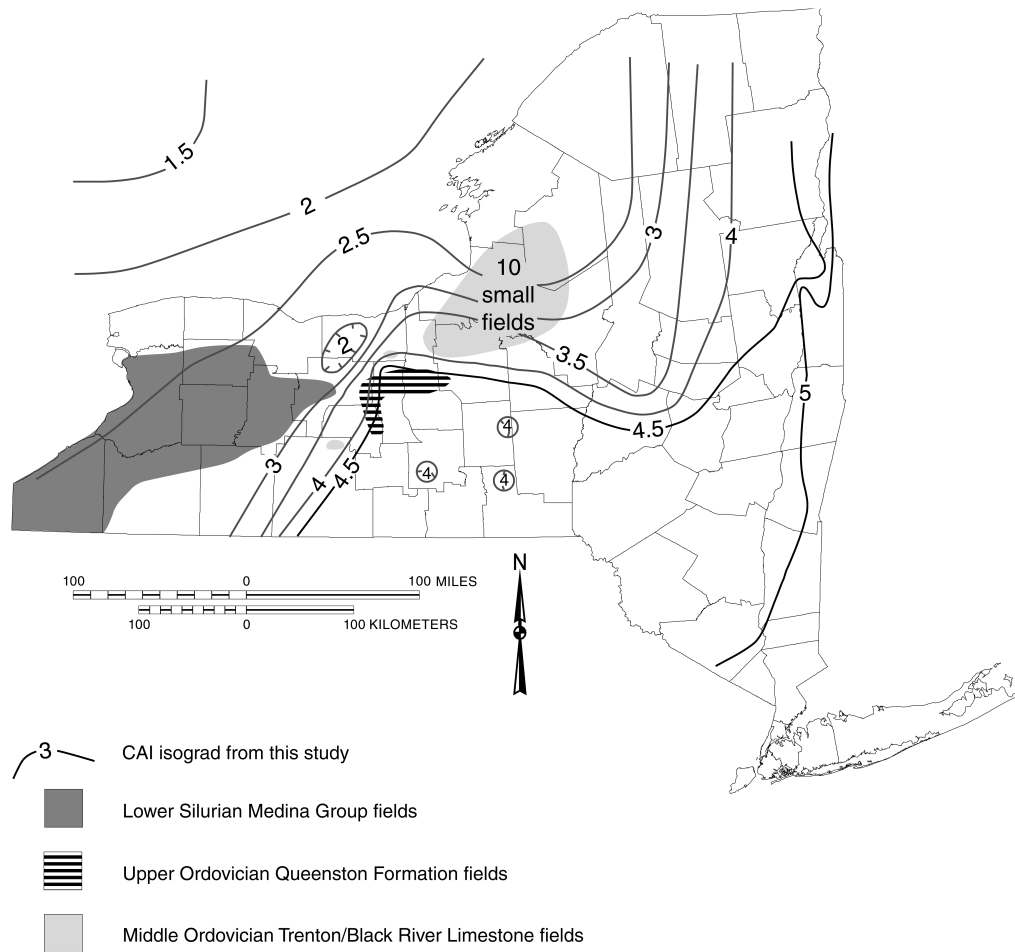 1.5
2
2.5
3
4
10
small
fields
2
3.5
5
4.5
4
3
4
4.5
4
4
N
100 0 100 MILES
100 0 100 KILOMETERS
3 CAI isograd from this study
Lower Silurian Medina Group fields
Upper Ordovician Queenston Formation fields
Middle Ordovician Trenton/Black River Limestone fields